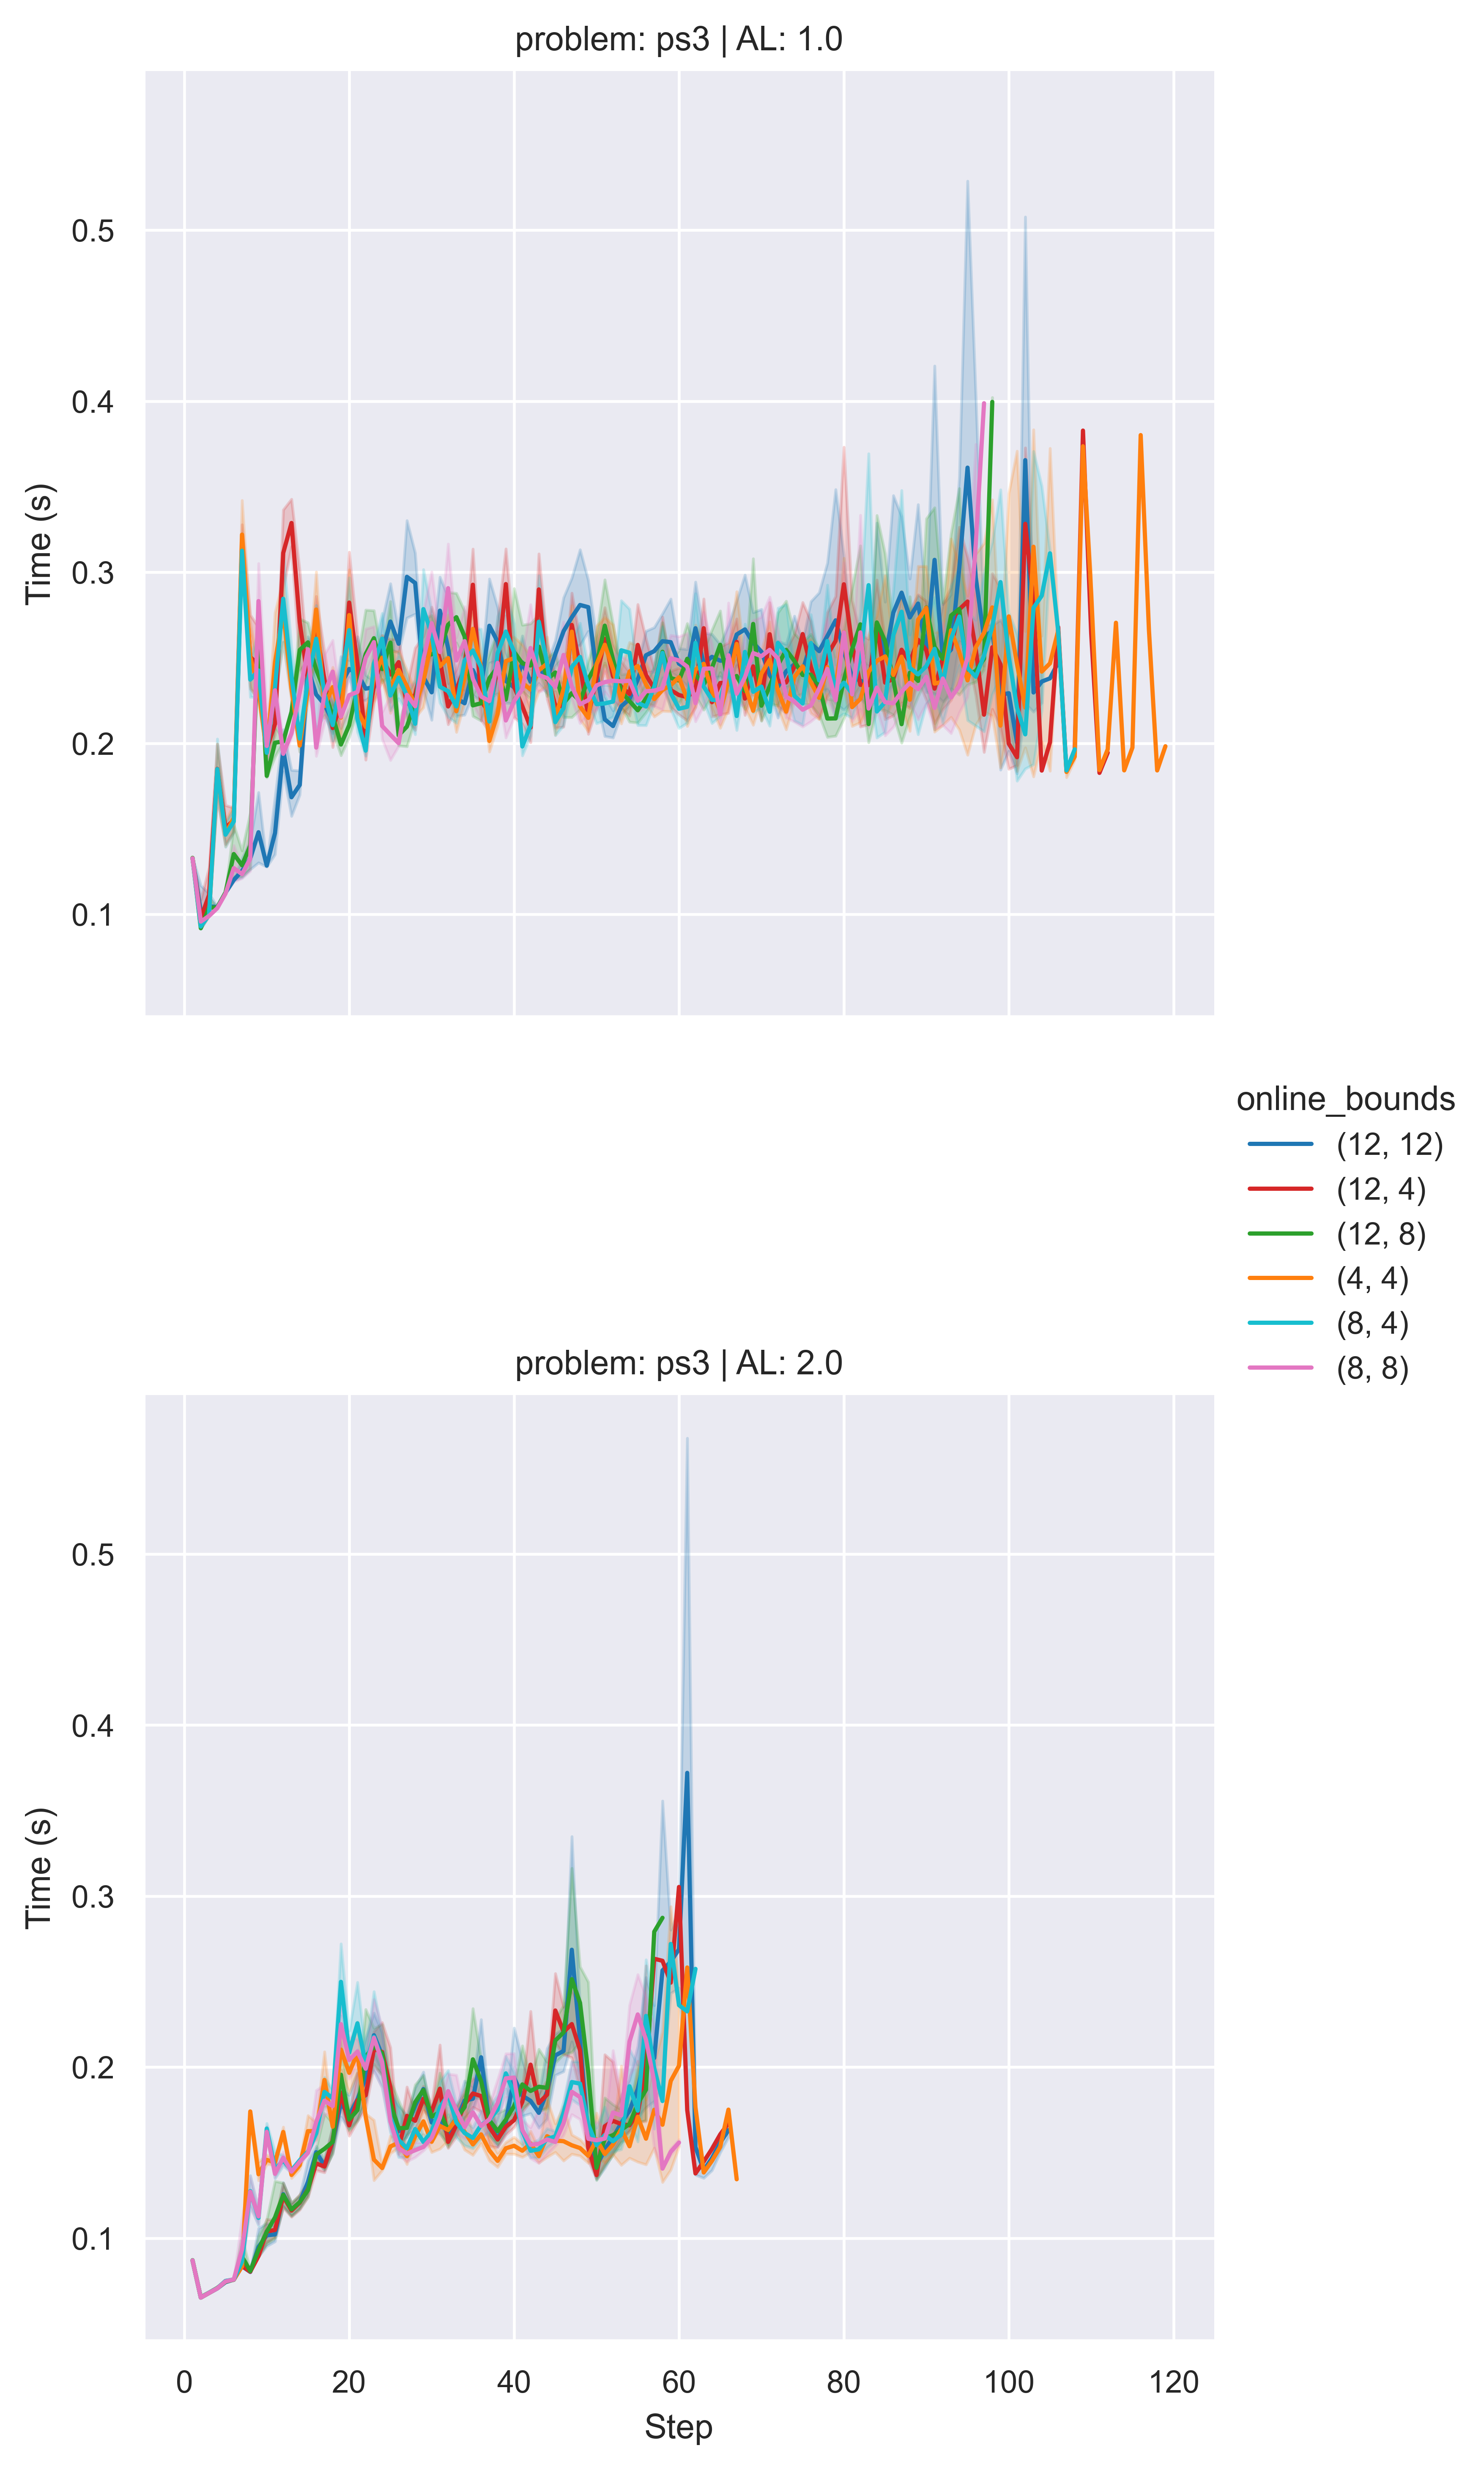 problem: ps3 | AL: 1.0
0.5
0.4
0.3
0.2
0.1
Time (s)
online_bounds
(12, 12)
(12, 4)
(12, 8)
(4, 4)
(8, 4)
(8, 8)
problem: ps3 | AL: 2.0
0.5
0.4
0.3
0.2
0.1
Time (s)
0 20 40 60 80 100 120
Step